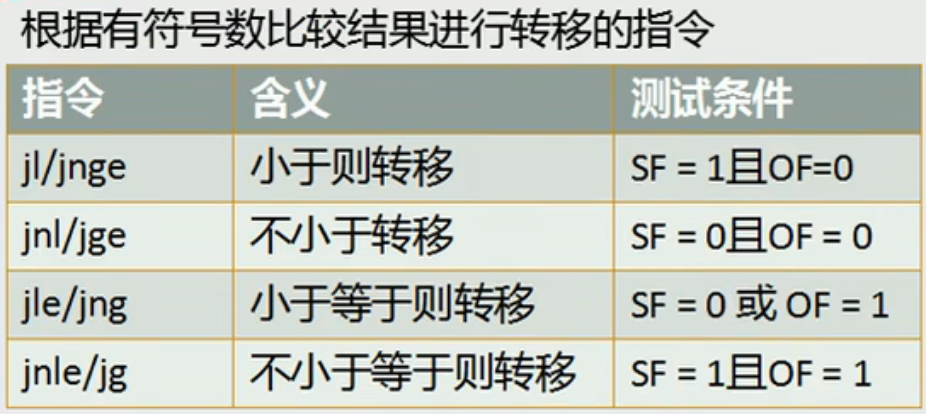 根据有符号数比较结果进行转移的指令
指令 含义 测试条件
jl/jnge 小于则转移 SF = 1且OF=0
jnl/jge 不小于转移 SF = 0且OF = 0
jle/jng 小于等于则转移 SF = 0 或 OF = 1
jnle/jg 不小于等于则转移 SF = 1且OF = 1